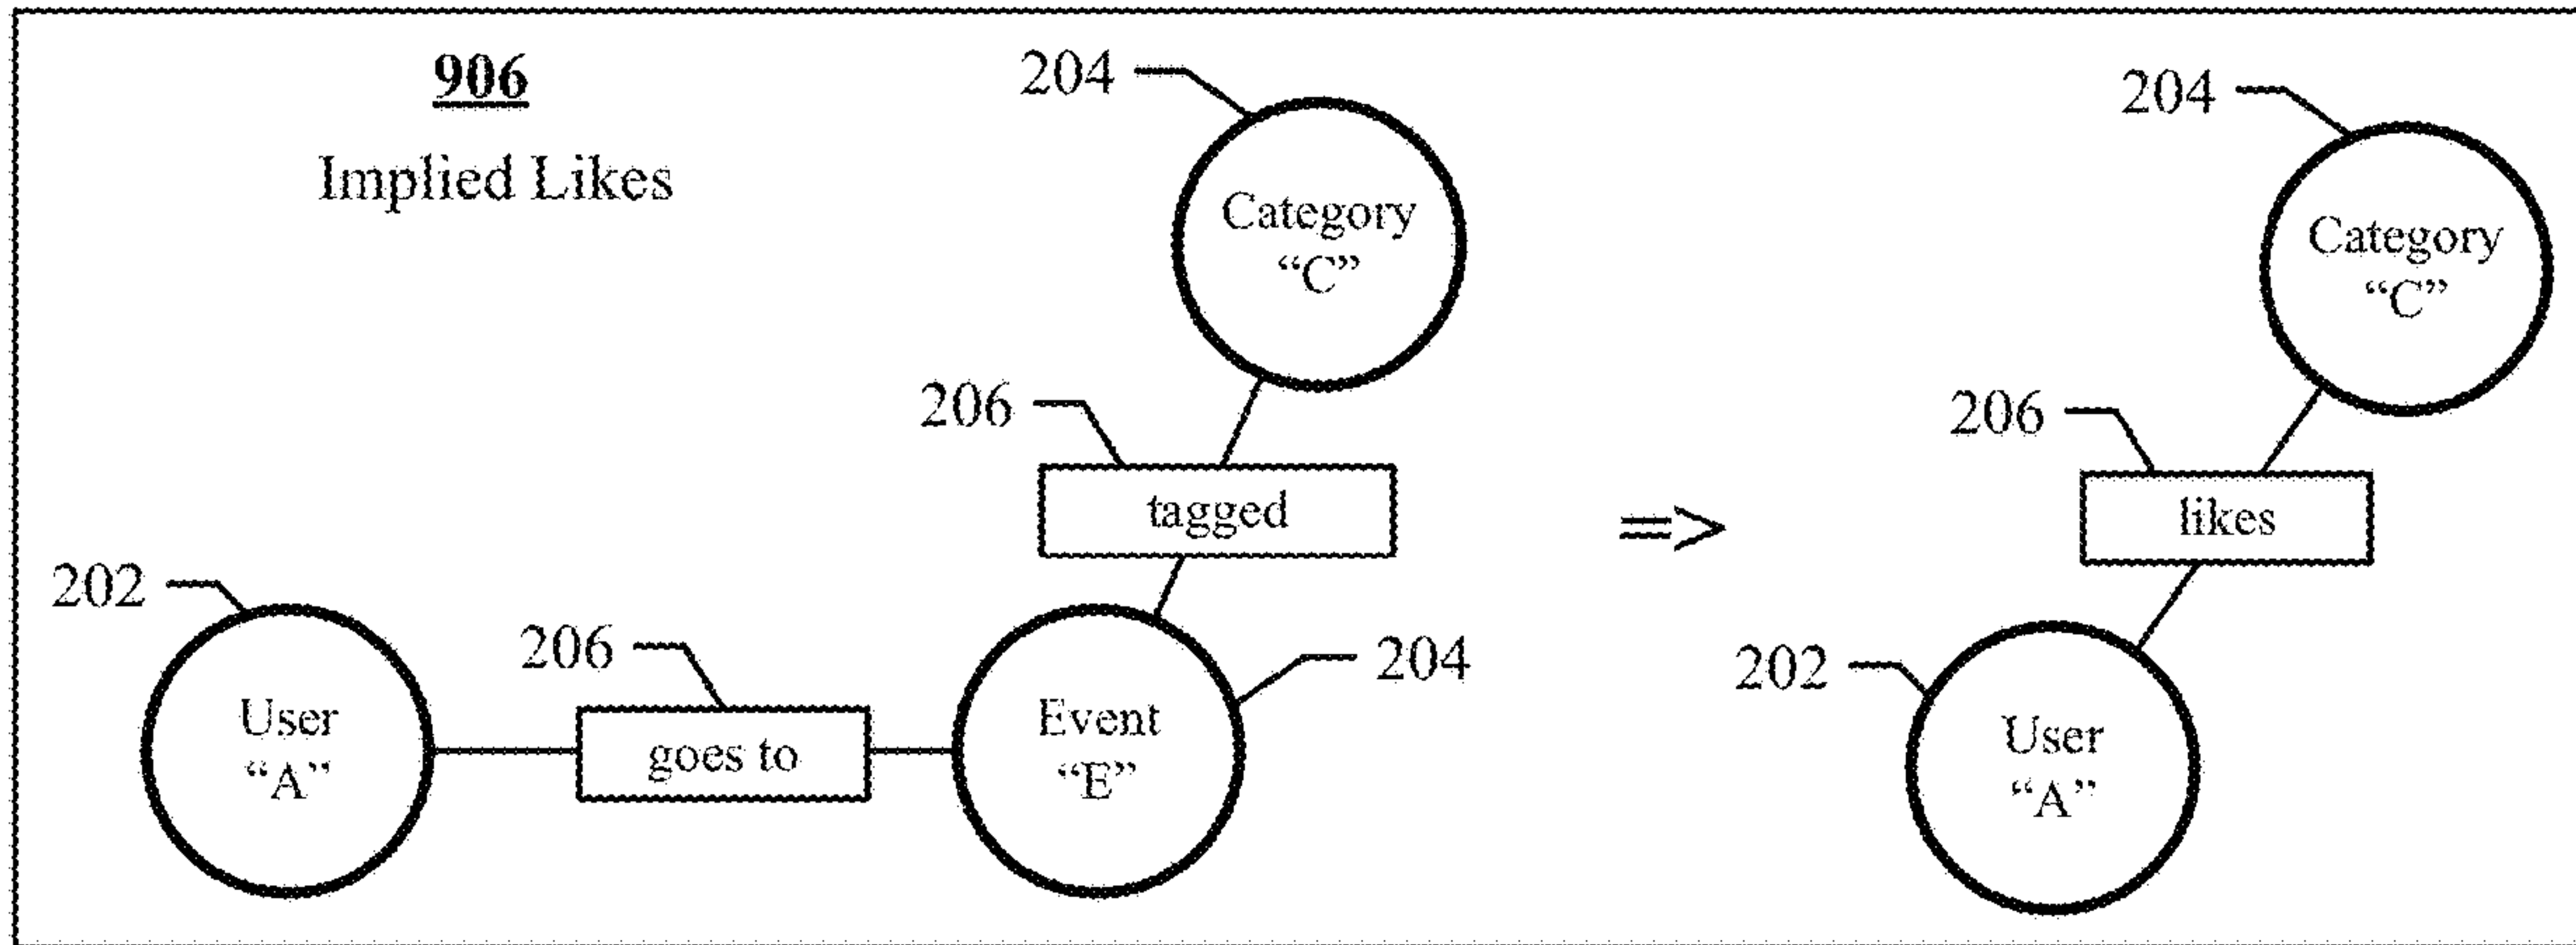 906
Implied Likes
204
Category
“C”
206
tagged
202
User
“A”
206
goes to
Event
“E”
204
=>
204
Category
“C”
206
likes
202
User
“A”